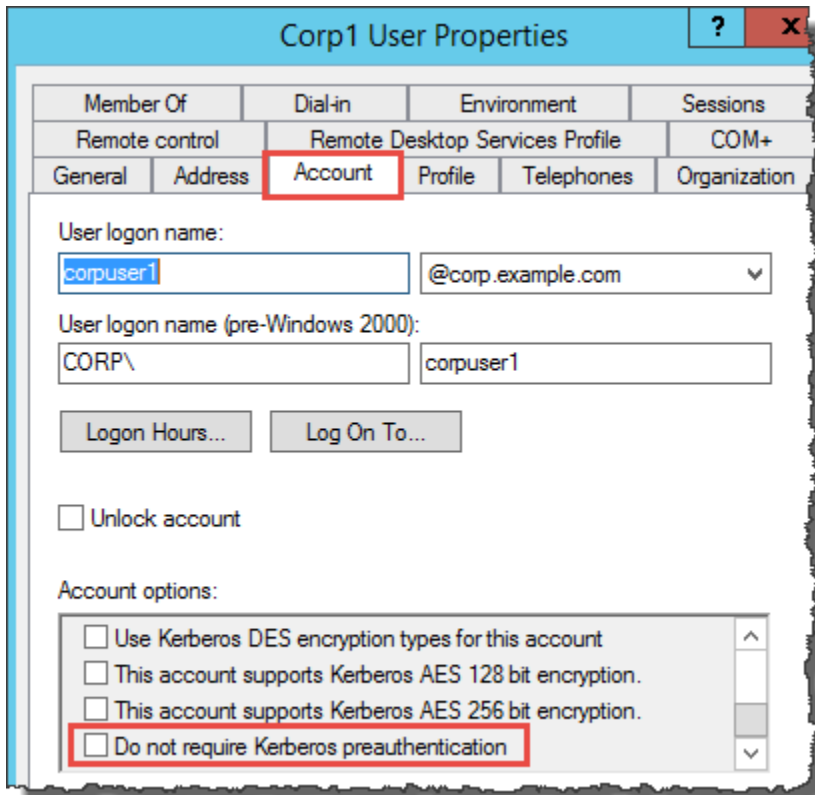 Corp1 User Properties ? x
Member Of Dial-in Environment Sessions
Remote control Remote Desktop Services Profile COM+
General Address Account Profile Telephones Organization
User logon name:
corpuser1 @corp.example.com
User logon name (pre-Windows 2000):
CORP\ corpuser1
Logon Hours... Log On To...
Unlock account
Account options:
Use Kerberos DES encryption types for this account
This account supports Kerberos AES 128 bit encryption.
This account supports Kerberos AES 256 bit encryption.
Do not require Kerberos preauthentication